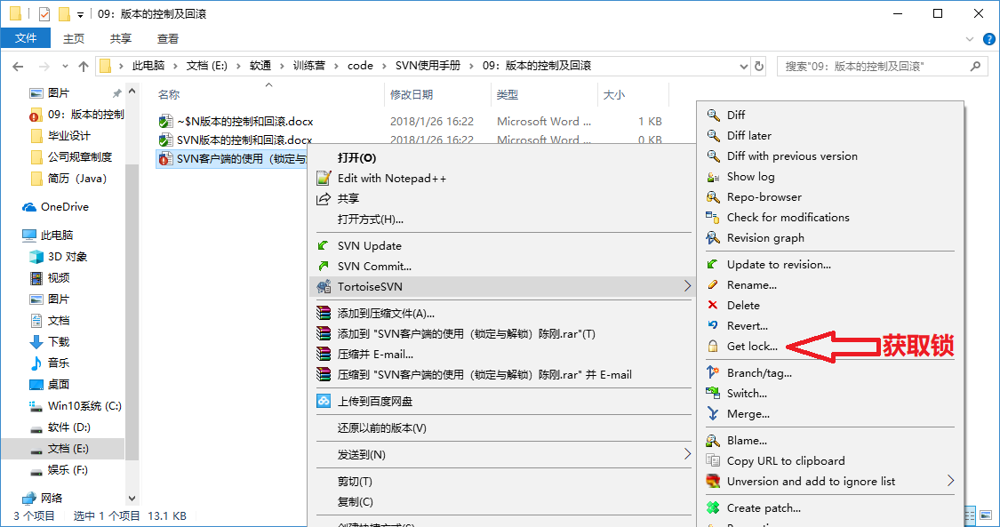 09：版本的控制及回滚
文件 主页 共享 查看
此电脑 文档 (E:) 软通 训练营 code SVN使用手册 09：版本的控制及回滚
搜索"09：版本的控制及回滚"
图片
09：版本的控制
毕业设计
公司规章制度
简历（Java）
OneDrive
此电脑
3D 对象
视频
图片
文档
下载
音乐
桌面
Win10系统 (C:)
软件 (D:)
文档 (E:)
娱乐 (F:)
网络
名称 修改日期 类型 大小
~$N版本的控制和回滚.docx 2018/1/26 16:22 Microsoft Word ... 1 KB
SVN版本的控制和回滚.docx 2018/1/26 16:22 Microsoft Word ... 0 KB
SVN客户端的使用（锁定与
打开(O)
Edit with Notepad++
共享
打开方式(H)...
SVN Update
SVN Commit...
TortoiseSVN
添加到压缩文件(A)...
添加到 "SVN客户端的使用（锁定与解锁）陈刚.rar"(T)
压缩并 E-mail...
压缩到 "SVN客户端的使用（锁定与解锁）陈刚.rar" 并 E-mail
上传到百度网盘
还原以前的版本(V)
发送到(N)
剪切(T)
复制(C)
创建快捷方式(S)
Diff
Diff later
Diff with previous version
Show log
Repo-browser
Check for modifications
Revision graph
Update to revision...
Rename...
Delete
Revert...
Get lock...
获取锁
Branch/tag...
Switch...
Merge...
Blame...
Copy URL to clipboard
Unversion and add to ignore list
Create patch...
3 个项目 选中 1 个项目 13.1 KB